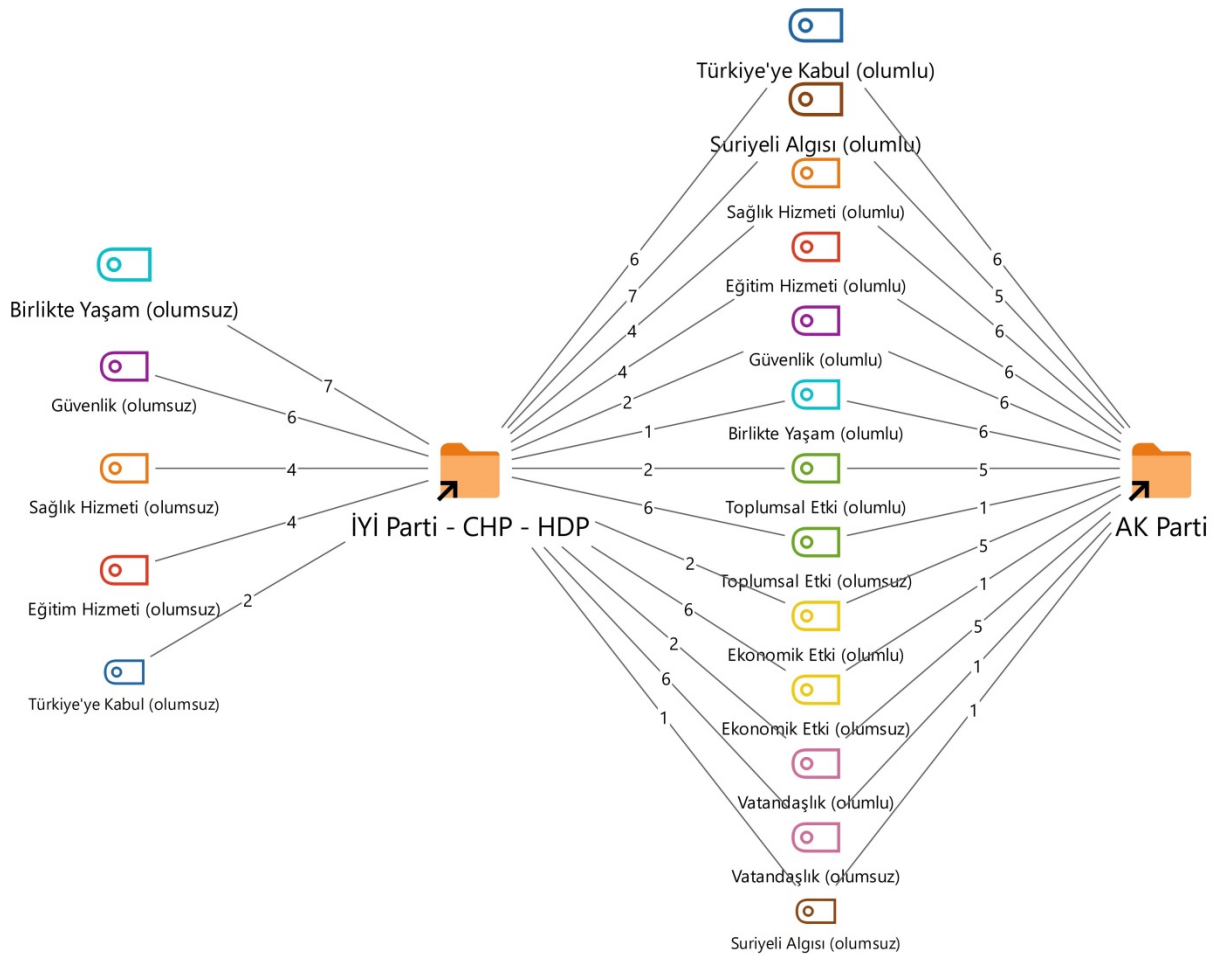 Türkiye'ye Kabul (olumlu)
Suriyeli Algısı (olumlu)
Sağlık Hizmeti (olumlu)
Eğitim Hizmeti (olumlu)
Güvenlik (olumlu)
Birlikte Yaşam (olumlu)
Toplumsal Etki (olumlu)
Toplumsal Etki (olumsuz)
Ekonomik Etki (olumlu)
Ekonomik Etki (olumsuz)
Vatandaşlık (olumlu)
Vatandaşlık (olumsuz)
Suriyeli Algısı (olumsuz)
Birlikte Yaşam (olumsuz)
Güvenlik (olumsuz)
Sağlık Hizmeti (olumsuz)
Eğitim Hizmeti (olumsuz)
Türkiye'ye Kabul (olumsuz)
7
6
4
4
2
İYİ Parti - CHP - HDP
6
7
4
4
2
1
2
6
2
6
2
6
1
6
5
6
6
6
6
5
1
5
1
5
1
1
AK Parti